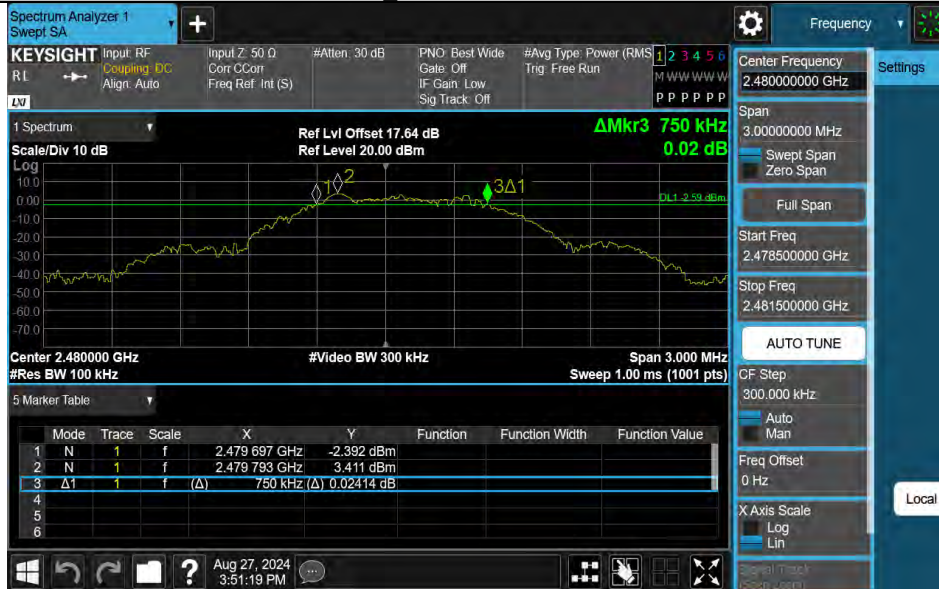 Spectrum Analyzer 1
Swept SA
+
Frequency
KEYSIGHT Input: RF Input Z: 50 Ω #Atten: 30 dB PNO: Best Wide #Avg Type: Power (RMS 1 2 3 4 5 6
RL Coupling: DC Corr CCorr Gate: Off Trig: Free Run
Align: Auto Freq Ref: Int (S) IF Gain: Low M W W W W W
LXI Sig Track: Off P P P P P P
Center Frequency
2.480000000 GHz
Settings
Span
3.00000000 MHz
Swept Span
Zero Span
Full Span
Start Freq
2.478500000 GHz
Stop Freq
2.481500000 GHz
AUTO TUNE
CF Step
300.000 kHz
Auto
Man
Freq Offset
0 Hz
X Axis Scale
Log
Lin
Signal Track
(Span Zoom)
Local
1 Spectrum
Scale/Div 10 dB
Ref Lvl Offset 17.64 dB
Ref Level 20.00 dBm
ΔMkr3 750 kHz
0.02 dB
Log
10.0
0.00
-10.0
-20.0
-30.0
-40.0
-50.0
-60.0
-70.0
1
2
3Δ1
DL1 -2.59 dBm
Center 2.480000 GHz #Video BW 300 kHz Span 3.000 MHz
#Res BW 100 kHz Sweep 1.00 ms (1001 pts)
5 Marker Table
Mode Trace Scale X Y Function Function Width Function Value
1 N 1 f 2.479 697 GHz -2.392 dBm
2 N 1 f 2.479 793 GHz 3.411 dBm
3 Δ1 1 f (Δ) 750 kHz (Δ) 0.02414 dB
4
5
6
?
Aug 27, 2024
3:51:19 PM